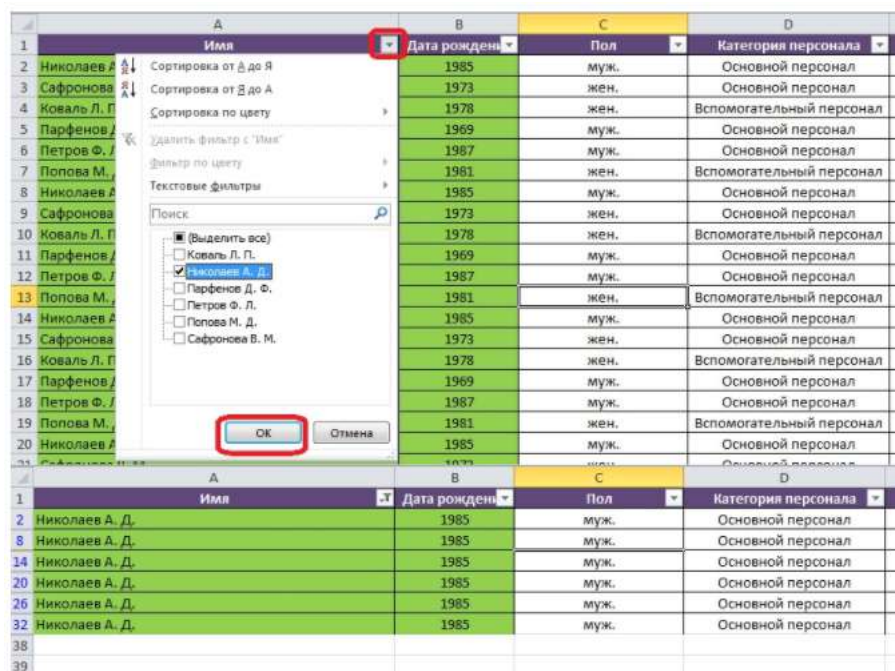 A B C D
1 Имя Дата рождени Пол Категория персонала
2 Николаев А 1985 муж. Основной персонал
3 Сафронова 1973 жен. Основной персонал
4 Коваль Л. П 1978 жен. Вспомогательный персонал
5 Парфенов 1969 муж. Основной персонал
6 Петров Ф. 1987 муж. Основной персонал
7 Попова М. 1981 жен. Вспомогательный персонал
8 Николаев А 1985 муж. Основной персонал
9 Сафронова 1973 жен. Основной персонал
10 Коваль Л. П 1978 жен. Вспомогательный персонал
11 Парфенов 1969 муж. Основной персонал
12 Петров Ф. 1987 муж. Основной персонал
13 Попова М. 1981 жен. Вспомогательный персонал
14 Николаев А 1985 муж. Основной персонал
15 Сафронова 1973 жен. Основной персонал
16 Коваль Л. П 1978 жен. Вспомогательный персонал
17 Парфенов 1969 муж. Основной персонал
18 Петров Ф. 1987 муж. Основной персонал
19 Попова М. 1981 жен. Вспомогательный персонал
20 Николаев А 1985 муж. Основной персонал
Сортировка от А до Я
Сортировка от Я до А
Сортировка по цвету
Удалить фильтр с "Имя"
Фильтр по цвету
Текстовые фильтры
Поиск
(Выделить все)
Коваль Л. П.
Николаев А. Д.
Парфенов Д. Ф.
Петров Ф. Л.
Попова М. Д.
Сафронова В. М.
ОК Отмена
A B C D
1 Имя Дата рождени Пол Категория персонала
2 Николаев А. Д. 1985 муж. Основной персонал
8 Николаев А. Д. 1985 муж. Основной персонал
14 Николаев А. Д. 1985 муж. Основной персонал
20 Николаев А. Д. 1985 муж. Основной персонал
26 Николаев А. Д. 1985 муж. Основной персонал
32 Николаев А. Д. 1985 муж. Основной персонал
38
39